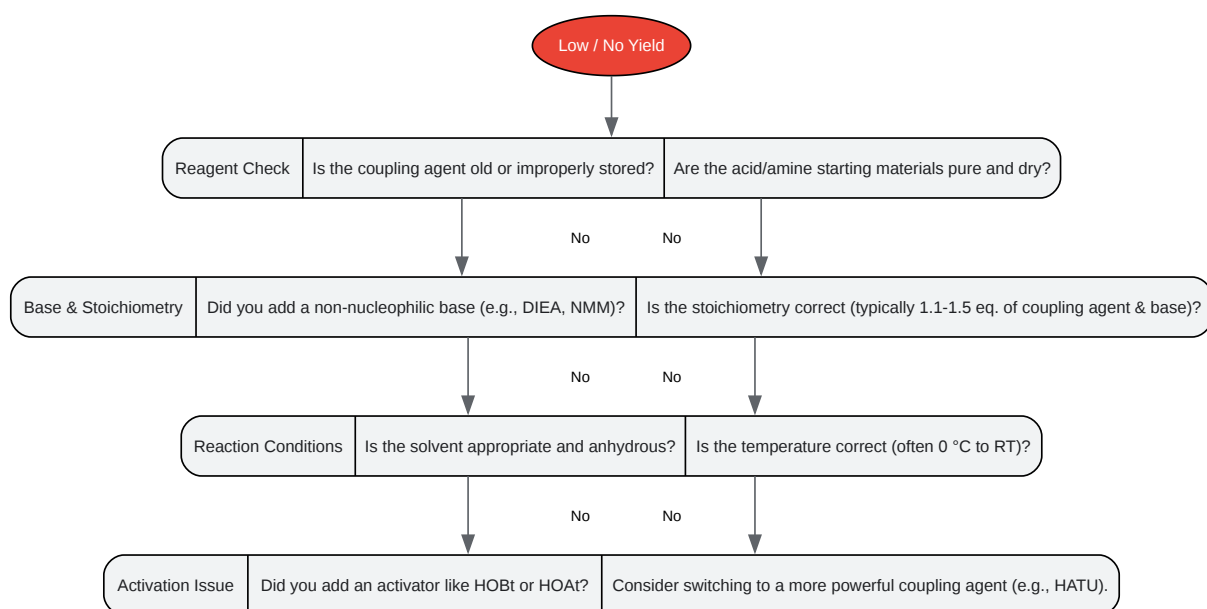 Low / No Yield
Reagent Check
Is the coupling agent old or improperly stored?
Are the acid/amine starting materials pure and dry?
No
No
Base & Stoichiometry
Did you add a non-nucleophilic base (e.g., DIEA, NMM)?
Is the stoichiometry correct (typically 1.1-1.5 eq. of coupling agent & base)?
No
No
Reaction Conditions
Is the solvent appropriate and anhydrous?
Is the temperature correct (often 0 °C to RT)?
No
No
Activation Issue
Did you add an activator like HOBt or HOAt?
Consider switching to a more powerful coupling agent (e.g., HATU).